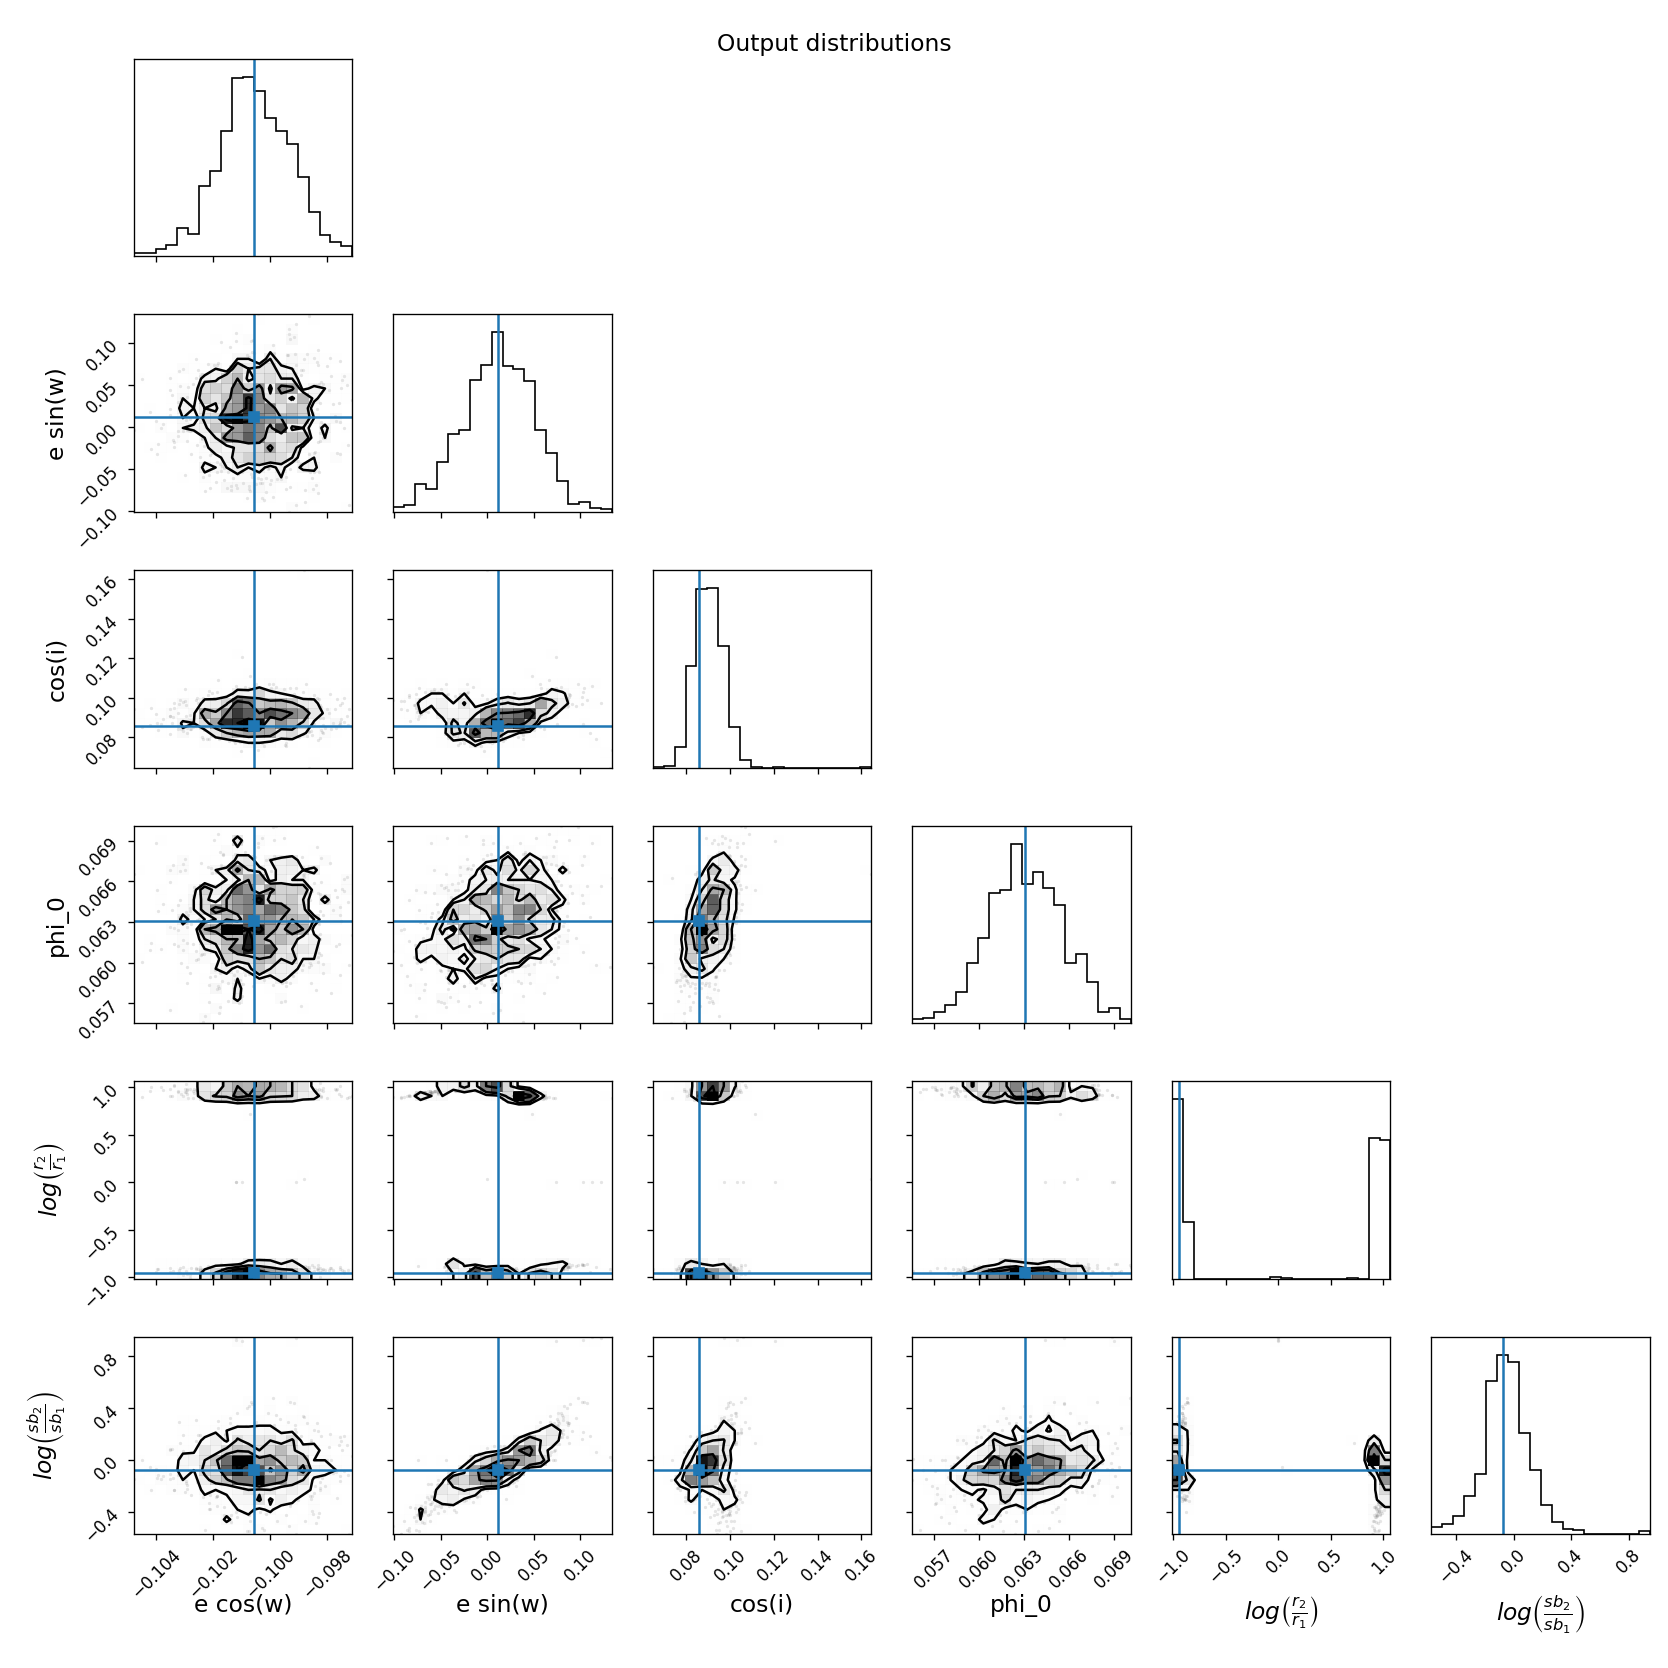 Output distributions
e sin(w)
0.10
0.05
0.00
−0.05
−0.10
cos(i)
0.16
0.14
0.12
0.10
0.08
phi_0
0.069
0.066
0.063
0.060
0.057
log(r₂/r₁)
1.0
0.5
0.0
−0.5
−1.0
log(sb₂/sb₁)
0.8
0.4
0.0
−0.4
−0.104 −0.102 −0.100 −0.098
−0.10 −0.05 0.00 0.05 0.10
0.08 0.10 0.12 0.14 0.16
0.057 0.060 0.063 0.066 0.069
−1.0 −0.5 0.0 0.5 1.0
−0.4 0.0 0.4 0.8
e cos(w)
e sin(w)
cos(i)
phi_0
log(r₂/r₁)
log(sb₂/sb₁)